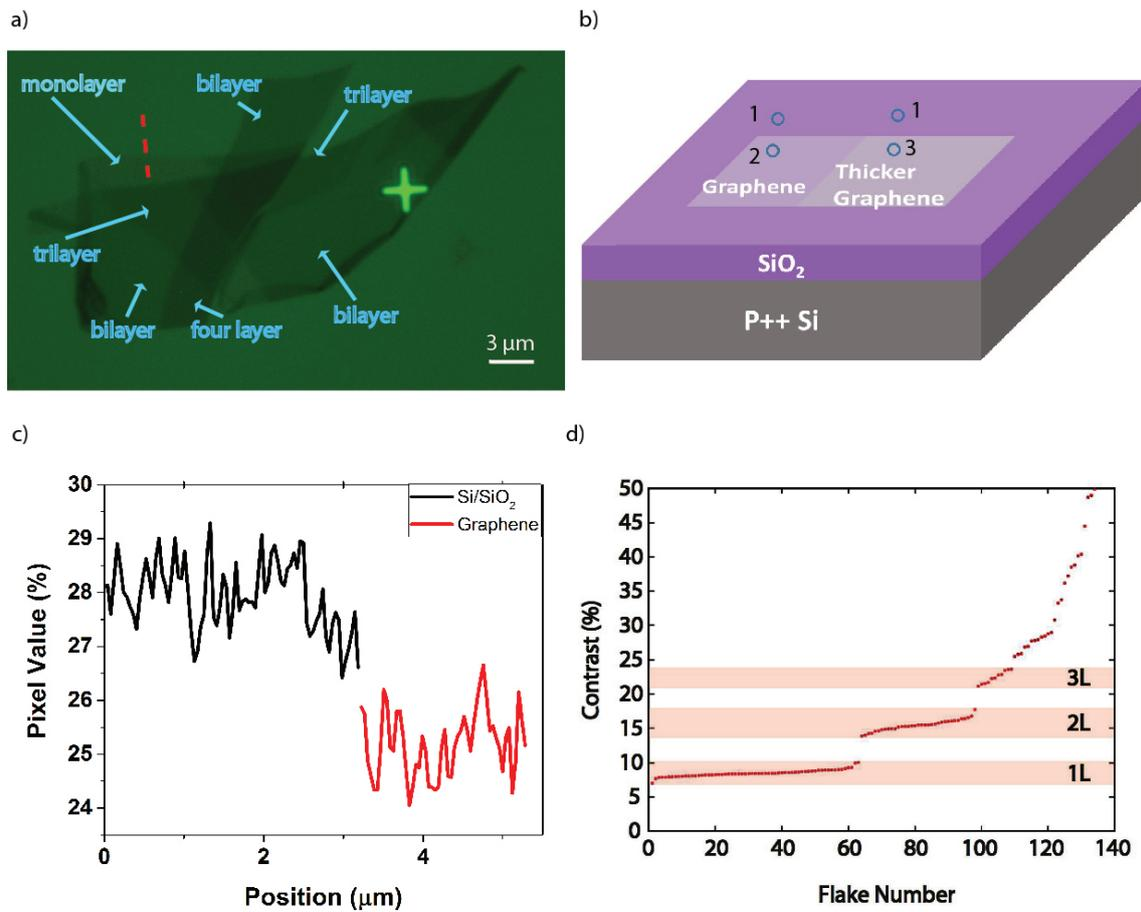 a)
monolayer
bilayer
trilayer
trilayer
bilayer
four layer
bilayer
3 μm
b)
1
1
2
3
Graphene
Thicker
Graphene
SiO₂
P++ Si
c)
30
29
28
27
26
25
24
Pixel Value (%)
Si/SiO₂
Graphene
0
2
4
Position (μm)
d)
50
45
40
35
30
25
20
15
10
5
0
Contrast (%)
3L
2L
1L
0
20
40
60
80
100
120
140
Flake Number